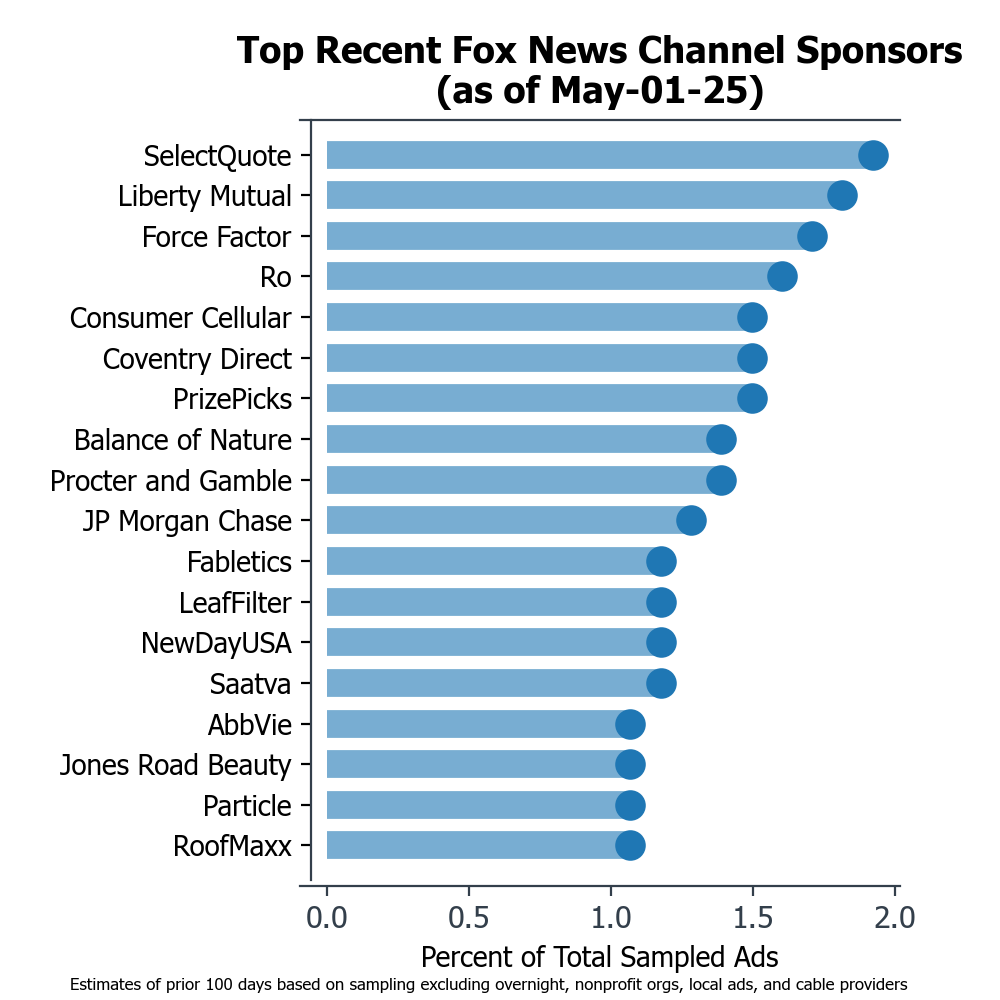 Top Recent Fox News Channel Sponsors
(as of May-01-25)
SelectQuote
Liberty Mutual
Force Factor
Ro
Consumer Cellular
Coventry Direct
PrizePicks
Balance of Nature
Procter and Gamble
JP Morgan Chase
Fabletics
LeafFilter
NewDayUSA
Saatva
AbbVie
Jones Road Beauty
Particle
RoofMaxx
0.0 0.5 1.0 1.5 2.0
Percent of Total Sampled Ads
Estimates of prior 100 days based on sampling excluding overnight, nonprofit orgs, local ads, and cable providers